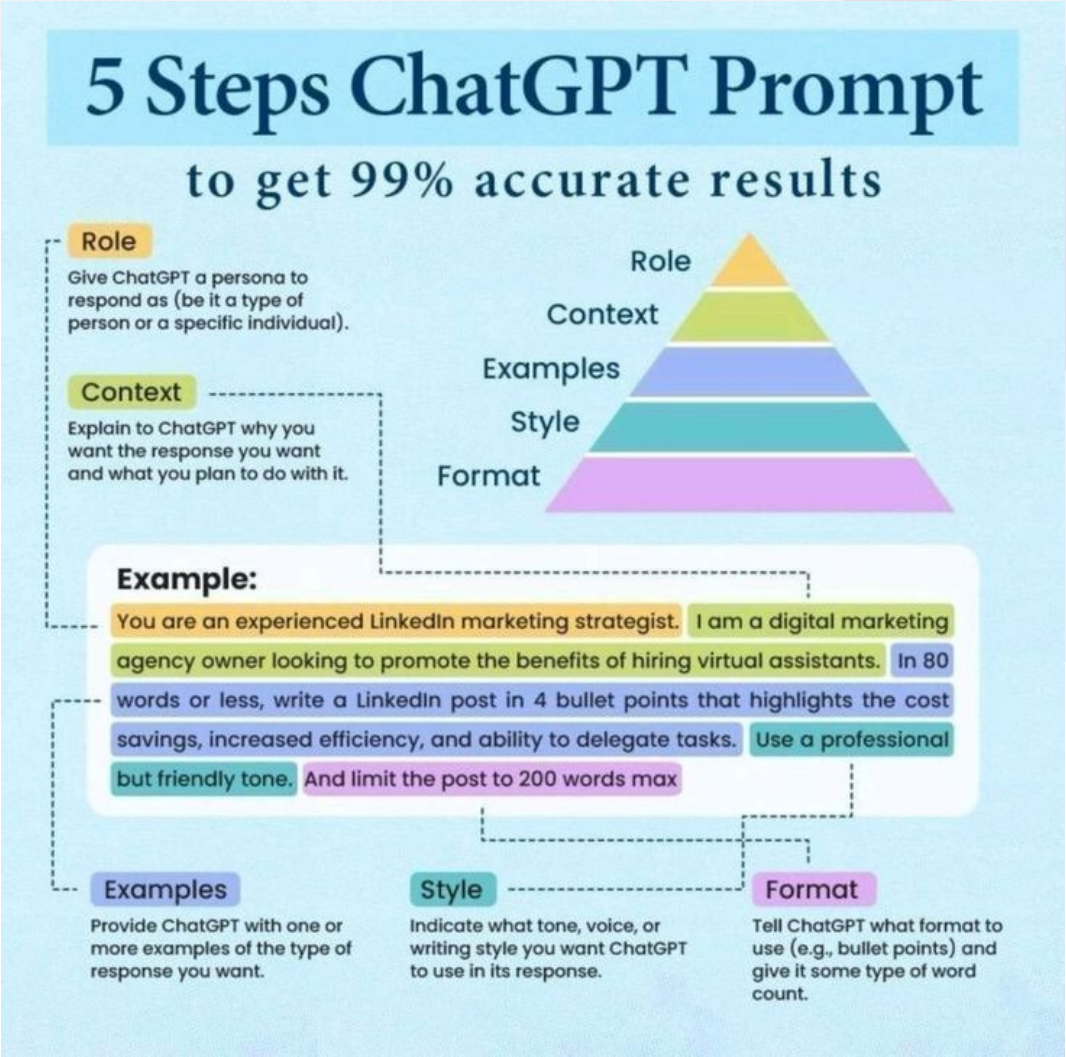 5 Steps ChatGPT Prompt
to get 99% accurate results
Role
Give ChatGPT a persona to
respond as (be it a type of
person or a specific individual).
Context
Explain to ChatGPT why you
want the response you want
and what you plan to do with it.
Role
Context
Examples
Style
Format
Example:
You are an experienced LinkedIn marketing strategist. I am a digital marketing
agency owner looking to promote the benefits of hiring virtual assistants. In 80
words or less, write a LinkedIn post in 4 bullet points that highlights the cost
savings, increased efficiency, and ability to delegate tasks. Use a professional
but friendly tone. And limit the post to 200 words max
Examples
Provide ChatGPT with one or
more examples of the type of
response you want.
Style
Indicate what tone, voice, or
writing style you want ChatGPT
to use in its response.
Format
Tell ChatGPT what format to
use (e.g., bullet points) and
give it some type of word
count.